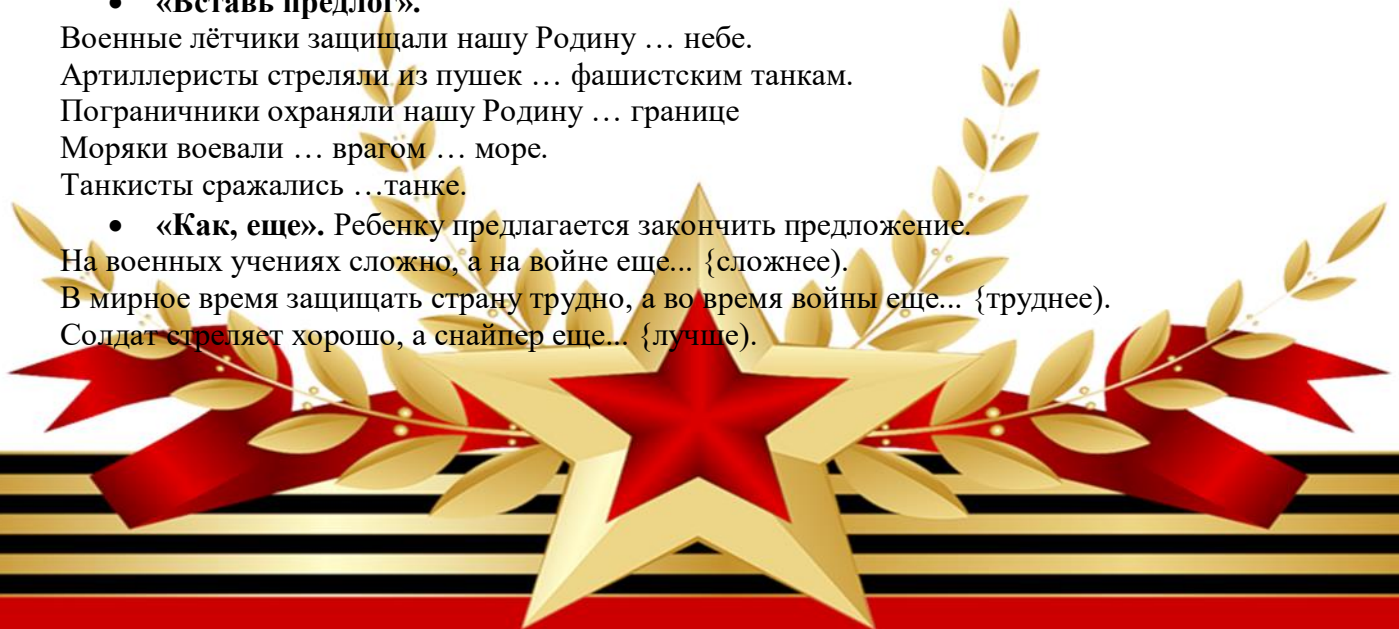 • «Вставь предлог».
Военные лётчики защищали нашу Родину … небе.
Артиллеристы стреляли из пушек … фашистским танкам.
Пограничники охраняли нашу Родину … границе
Моряки воевали … врагом … море.
Танкисты сражались …танке.
• «Как, еще». Ребенку предлагается закончить предложение.
На военных учениях сложно, а на войне еще... {сложнее).
В мирное время защищать страну трудно, а во время войны еще... {труднее).
Солдат стреляет хорошо, а снайпер еще... {лучше).